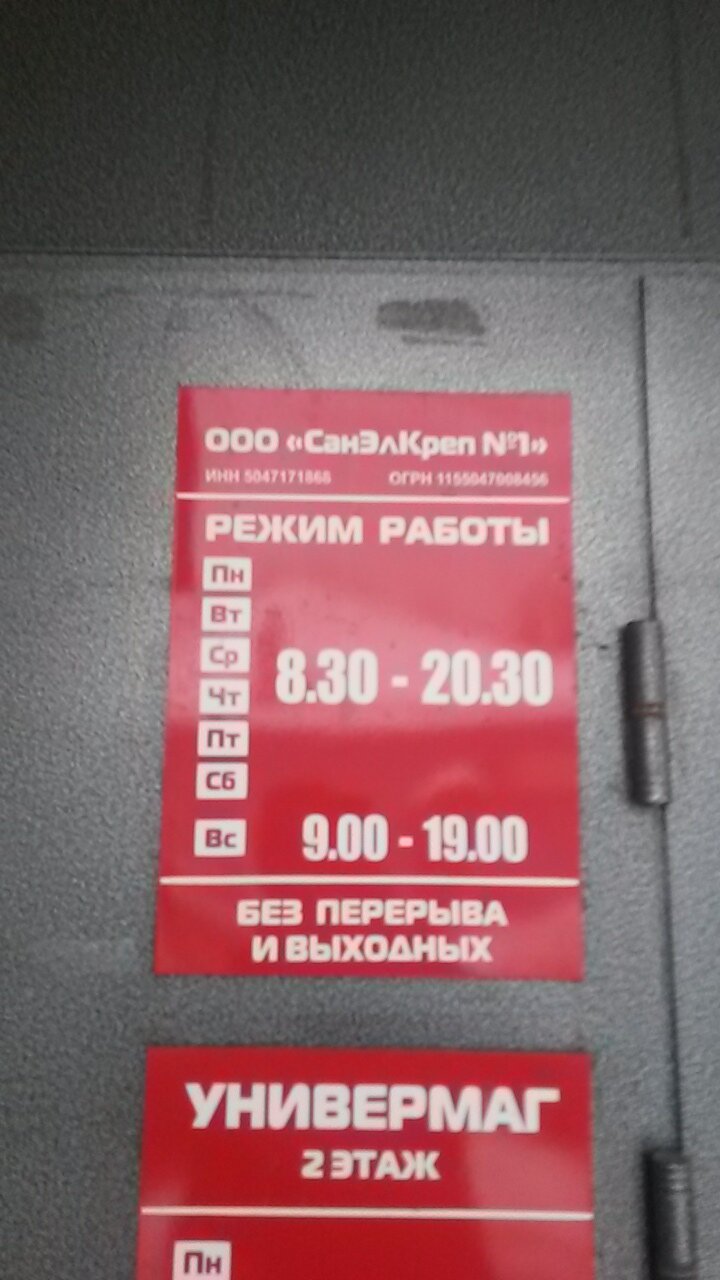 ООО «СанЭлКреп №1»
ИНН 5047171868 ОГРН 1155047008456
РЕЖИМ РАБОТЫ
Пн
Вт
Ср 8.30 - 20.30
Чт
Пт
Сб
Вс 9.00 - 19.00
БЕЗ ПЕРЕРЫВА
И ВЫХОДНЫХ
УНИВЕРМАГ
2 ЭТАЖ
Пн